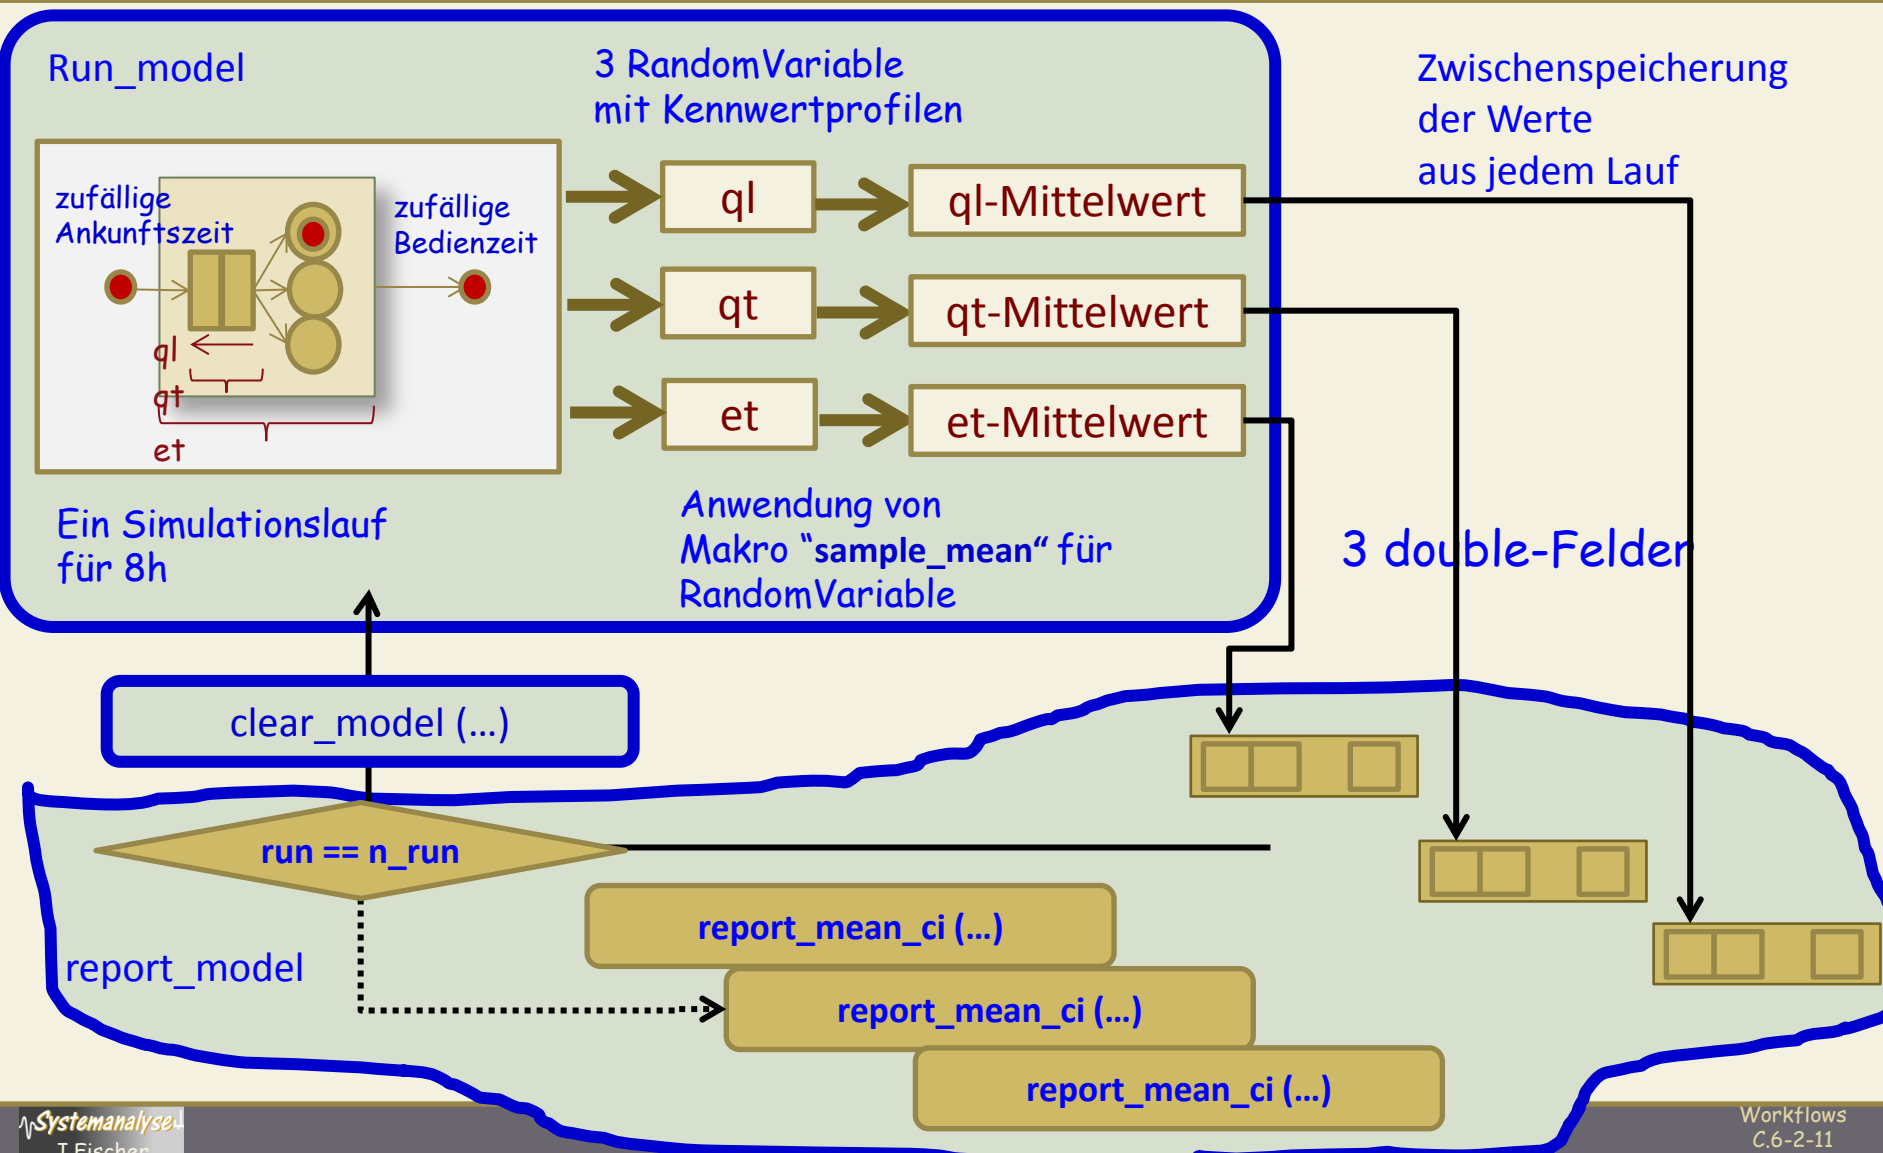 Run_model
3 RandomVariable
mit Kennwertprofilen
Zwischenspeicherung
der Werte
aus jedem Lauf
zufällige
Ankunftszeit
zufällige
Bedienzeit
ql
qt
et
ql
ql-Mittelwert
qt
qt-Mittelwert
et
et-Mittelwert
Ein Simulationslauf
für 8h
Anwendung von
Makro “sample_mean“ für
RandomVariable
3 double-Felder
clear_model (…)
run == n_run
report_model
report_mean_ci (…)
report_mean_ci (…)
report_mean_ci (…)
Systemanalyse
J.Fischer
Workflows
C.6-2-11